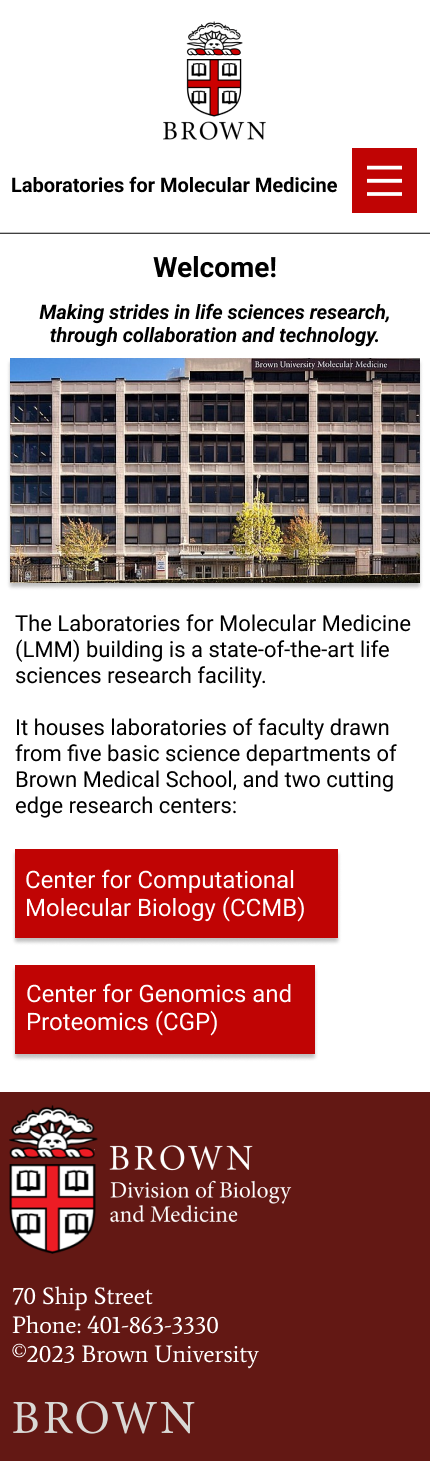 BROWN
Laboratories for Molecular Medicine
Welcome!
Making strides in life sciences research,
through collaboration and technology.
Brown University Molecular Medicine
The Laboratories for Molecular Medicine
(LMM) building is a state-of-the-art life
sciences research facility.
It houses laboratories of faculty drawn
from five basic science departments of
Brown Medical School, and two cutting
edge research centers:
Center for Computational
Molecular Biology (CCMB)
Center for Genomics and
Proteomics (CGP)
BROWN
Division of Biology
and Medicine
70 Ship Street
Phone: 401-863-3330
©2023 Brown University
BROWN